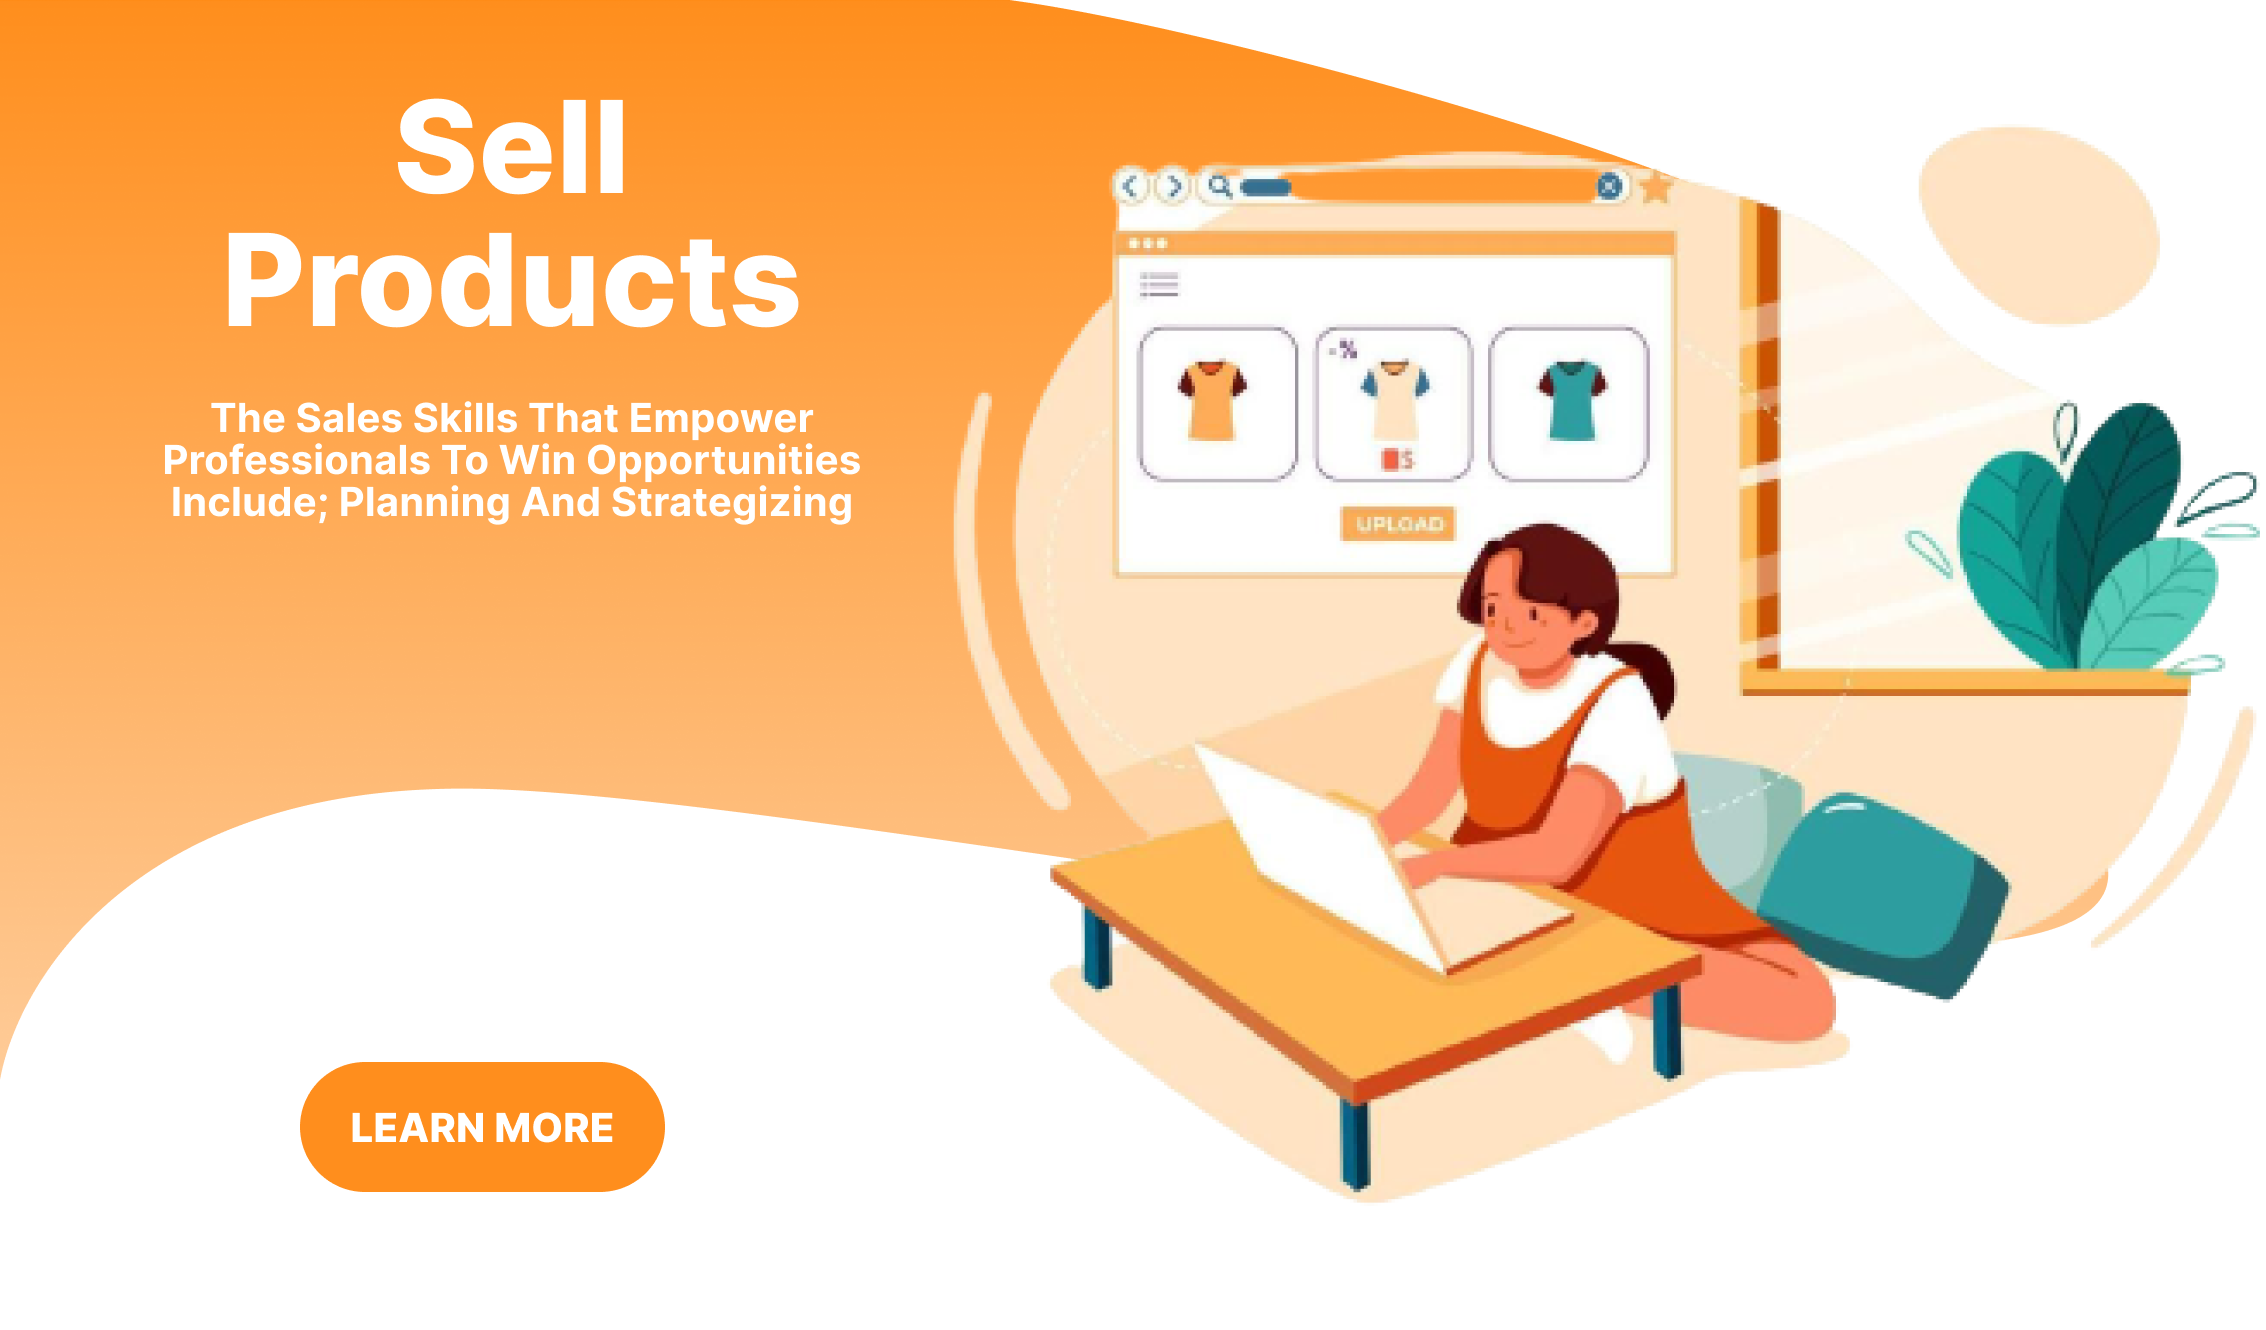 Sell
Products
The Sales Skills That Empower
Professionals To Win Opportunities
Include; Planning And Strategizing
-%
$
UPLOAD
LEARN MORE